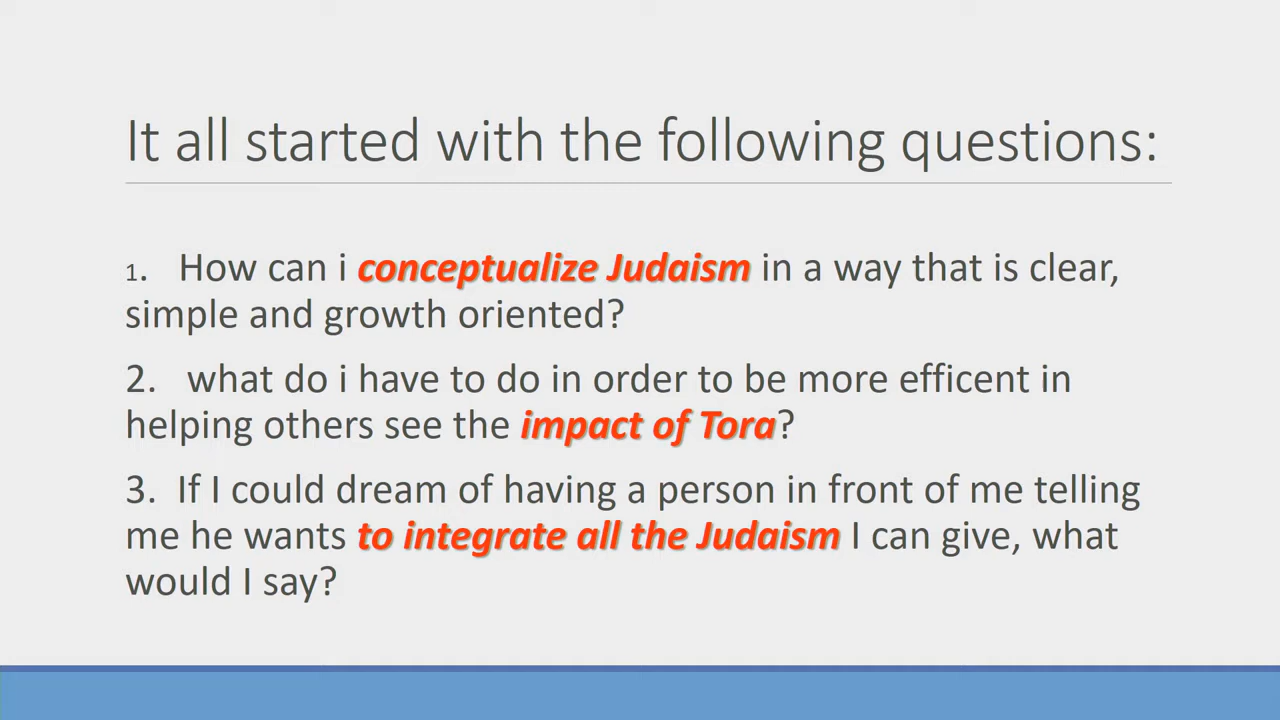 It all started with the following questions:
1. How can i conceptualize Judaism in a way that is clear,
simple and growth oriented?
2. what do i have to do in order to be more efficent in
helping others see the impact of Tora?
3. If I could dream of having a person in front of me telling
me he wants to integrate all the Judaism I can give, what
would I say?